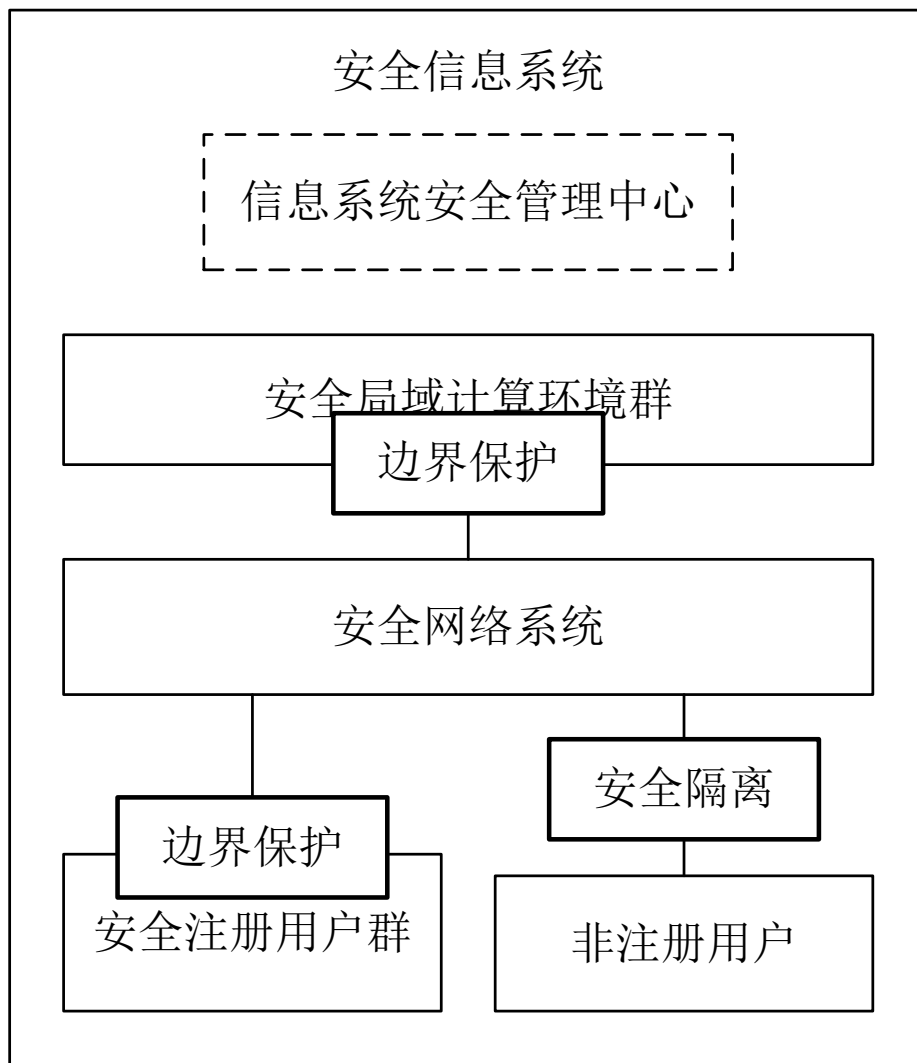 安全信息系统
信息系统安全管理中心
安全局域计算环境群
边界保护
安全网络系统
安全隔离
边界保护
安全注册用户群
非注册用户